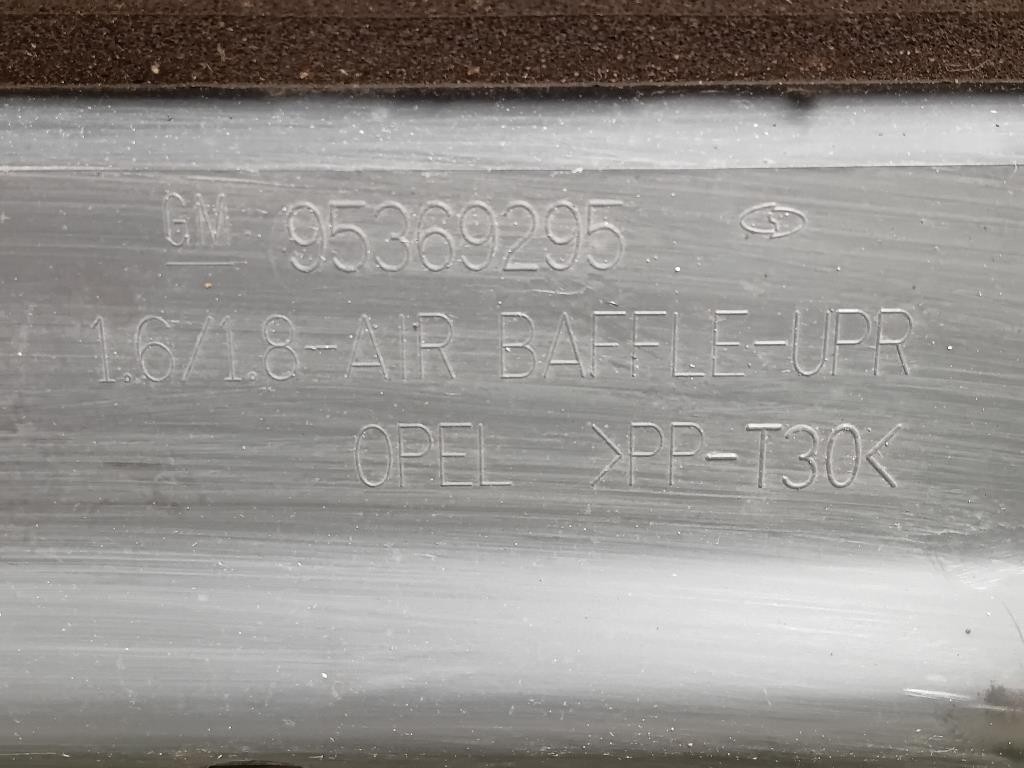 GM 95369295
1.6/1.8-AIR BAFFLE-UPR
OPEL >PP-T30<